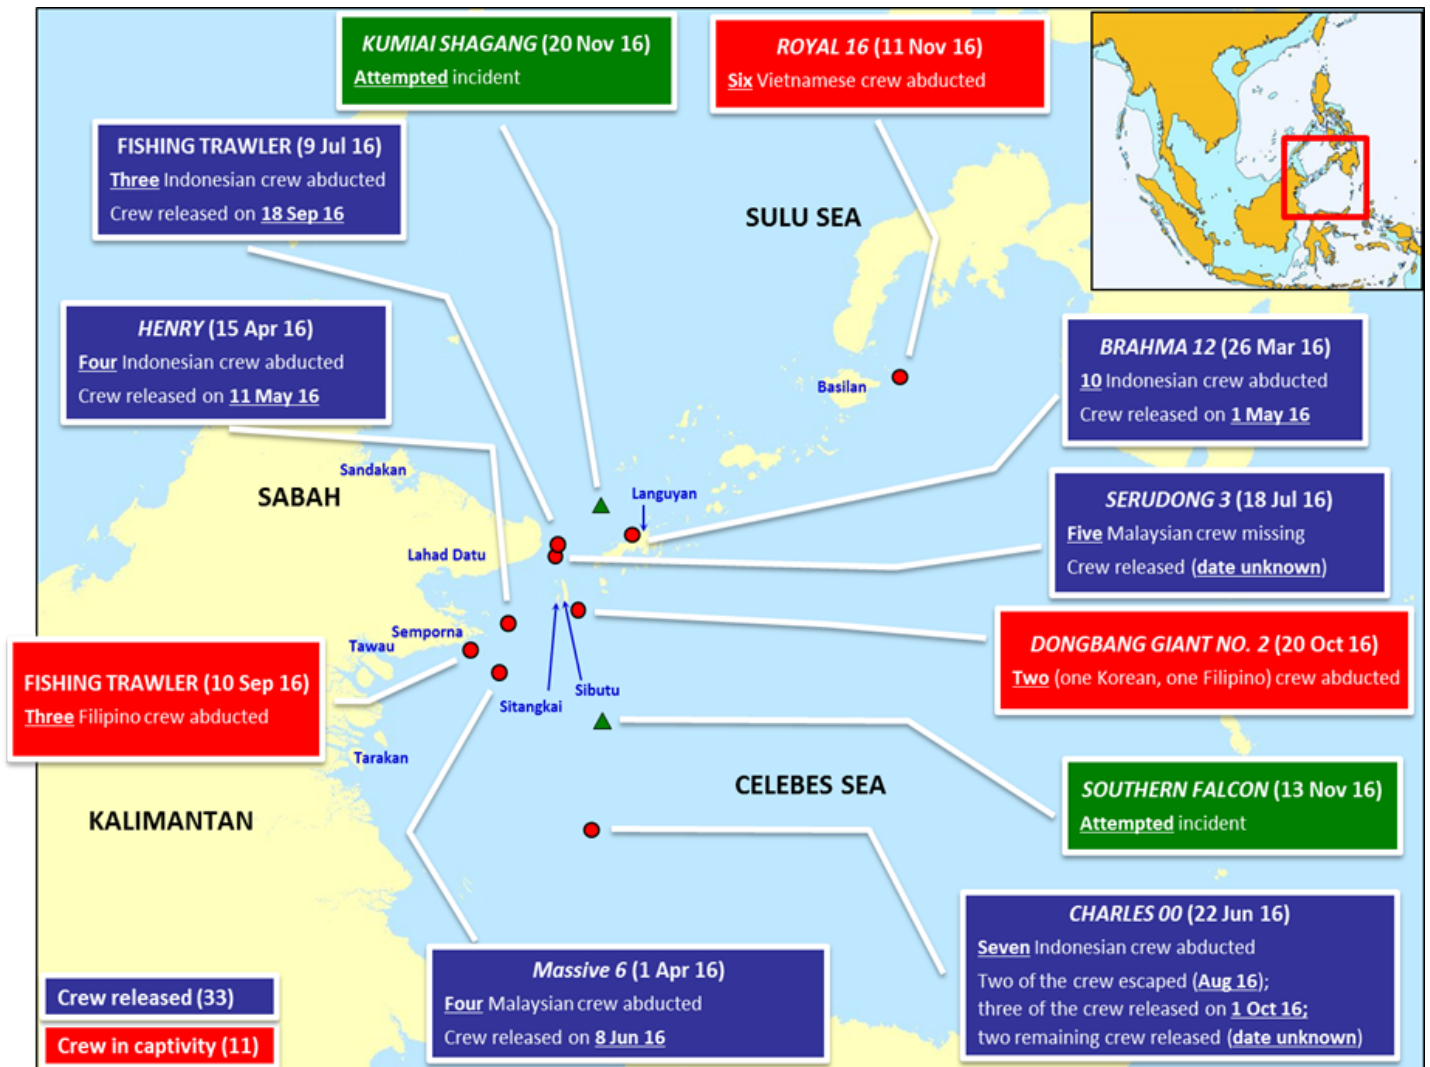 KUMIAI SHAGANG (20 Nov 16)
Attempted incident
ROYAL 16 (11 Nov 16)
Six Vietnamese crew abducted
FISHING TRAWLER (9 Jul 16)
Three Indonesian crew abducted
Crew released on 18 Sep 16
SULU SEA
HENRY (15 Apr 16)
Four Indonesian crew abducted
Crew released on 11 May 16
BRAHMA 12 (26 Mar 16)
10 Indonesian crew abducted
Crew released on 1 May 16
Basilan
Sandakan
SABAH
Languyan
Lahad Datu
SERUDONG 3 (18 Jul 16)
Five Malaysian crew missing
Crew released (date unknown)
Semporna
Tawau
DONGBANG GIANT NO. 2 (20 Oct 16)
Two (one Korean, one Filipino) crew abducted
FISHING TRAWLER (10 Sep 16)
Three Filipino crew abducted
Sibutu
Sitangkai
Tarakan
CELEBES SEA
KALIMANTAN
SOUTHERN FALCON (13 Nov 16)
Attempted incident
CHARLES 00 (22 Jun 16)
Seven Indonesian crew abducted
Two of the crew escaped (Aug 16);
three of the crew released on 1 Oct 16;
two remaining crew released (date unknown)
Massive 6 (1 Apr 16)
Four Malaysian crew abducted
Crew released on 8 Jun 16
Crew released (33)
Crew in captivity (11)